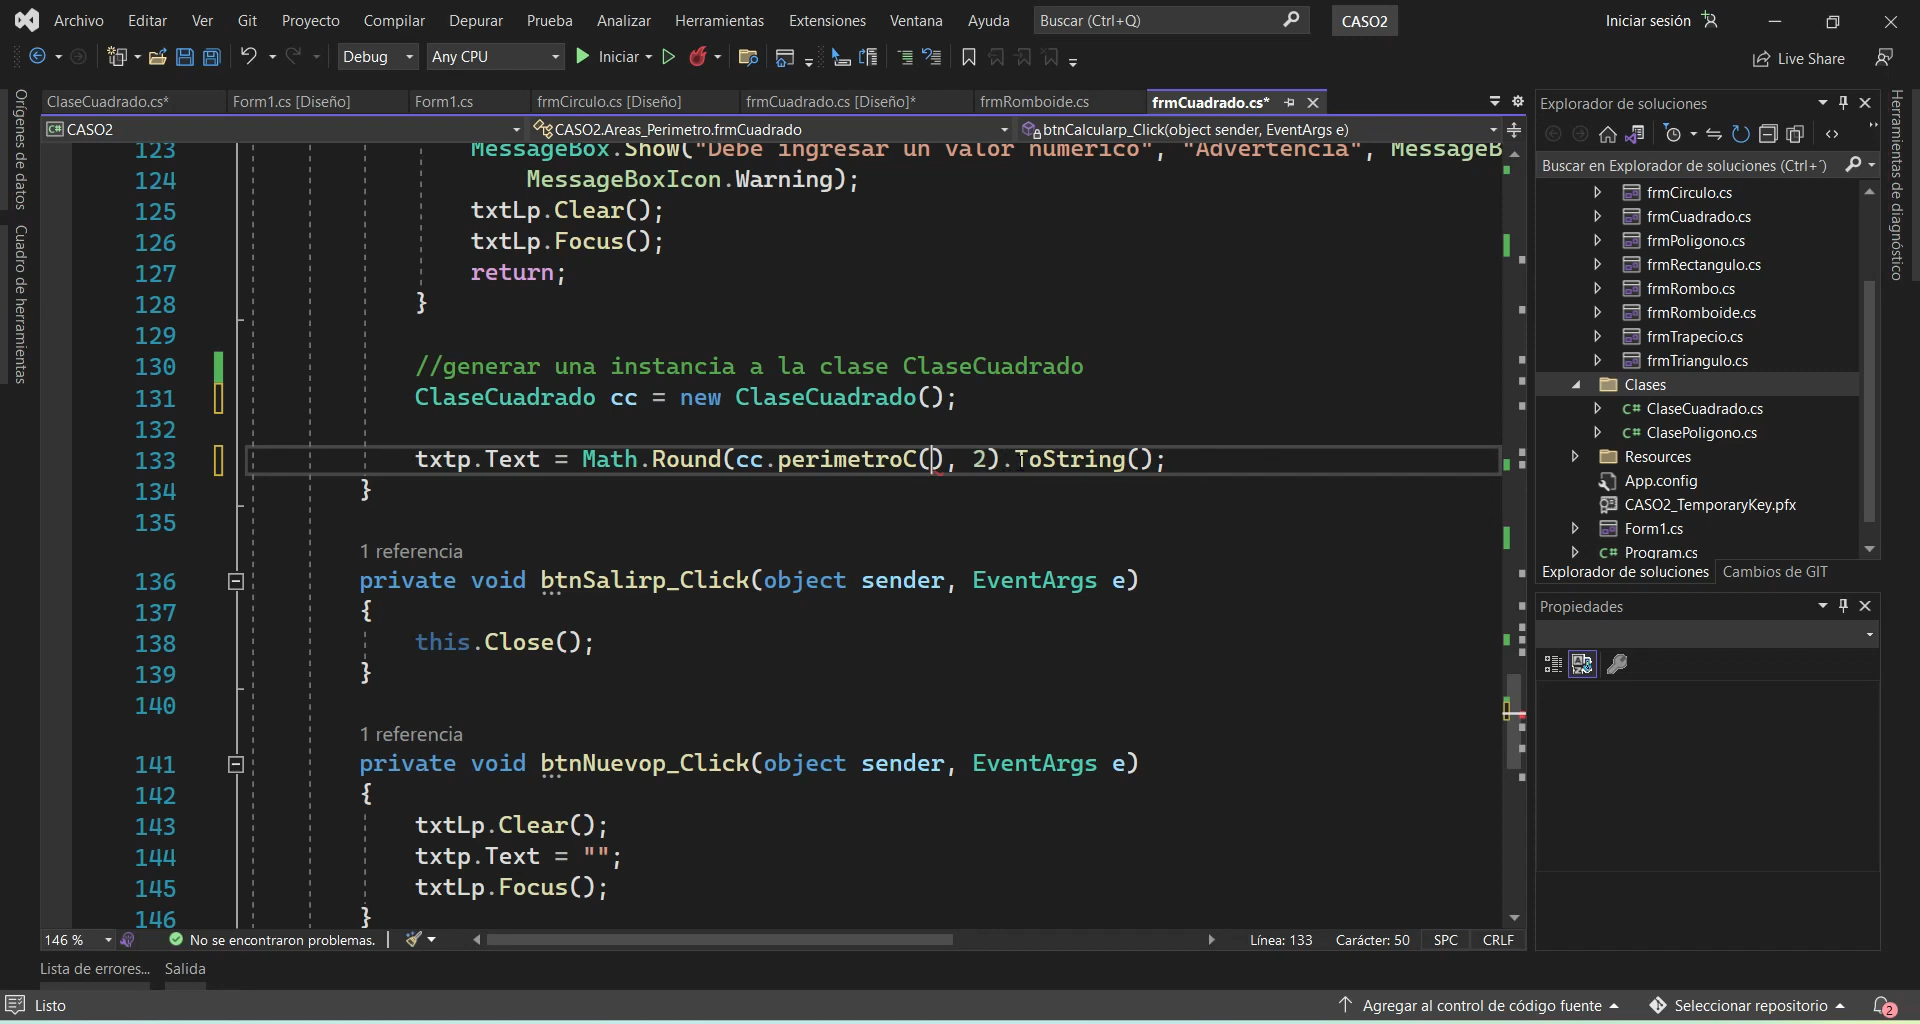 Archivo Editar Ver Git Proyecto Compilar Depurar Prueba Analizar Herramientas Extensiones Ventana Ayuda Buscar (Ctrl+Q) CASO2 Iniciar sesión
Debug Any CPU Iniciar Live Share
ClaseCuadrado.cs* Form1.cs [Diseño] Form1.cs frmCirculo.cs [Diseño] frmCuadrado.cs [Diseño]* frmRomboide.cs frmCuadrado.cs*
C# CASO2 CASO2.Areas_Perimetro.frmCuadrado btnCalcularp_Click(object sender, EventArgs e)
Orígenes de datos
Cuadro de herramientas
123 MessageBox.Show("Debe ingresar un valor numerico", "Advertencia", MessageB
124 MessageBoxIcon.Warning);
125 txtLp.Clear();
126 txtLp.Focus();
127 return;
128 }
129
130 //generar una instancia a la clase ClaseCuadrado
131 ClaseCuadrado cc = new ClaseCuadrado();
132
133 txtp.Text = Math.Round(cc.perimetroC(), 2).ToString();
134 }
135
1 referencia
136 private void btnSalirp_Click(object sender, EventArgs e)
137 {
138 this.Close();
139 }
140
1 referencia
141 private void btnNuevop_Click(object sender, EventArgs e)
142 {
143 txtLp.Clear();
144 txtp.Text = "";
145 txtLp.Focus();
146 }
146 % No se encontraron problemas. Línea: 133 Carácter: 50 SPC CRLF
Lista de errores... Salida
Explorador de soluciones
Buscar en Explorador de soluciones (Ctrl+´)
frmCirculo.cs
frmCuadrado.cs
frmPoligono.cs
frmRectangulo.cs
frmRombo.cs
frmRomboide.cs
frmTrapecio.cs
frmTriangulo.cs
Clases
C# ClaseCuadrado.cs
C# ClasePoligono.cs
Resources
App.config
CASO2_TemporaryKey.pfx
Form1.cs
C# Program.cs
Explorador de soluciones Cambios de GIT
Propiedades
Herramientas de diagnóstico
Listo Agregar al control de código fuente Seleccionar repositorio 2